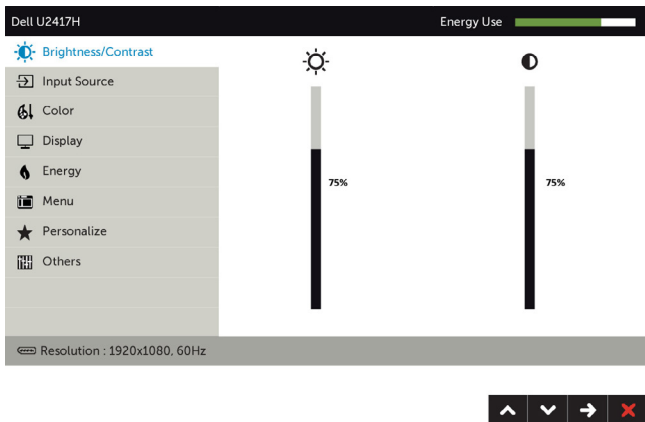 Dell U2417H
Energy Use
Brightness/Contrast
Input Source
Color
Display
Energy
Menu
Personalize
Others
75%
75%
Resolution : 1920x1080, 60Hz